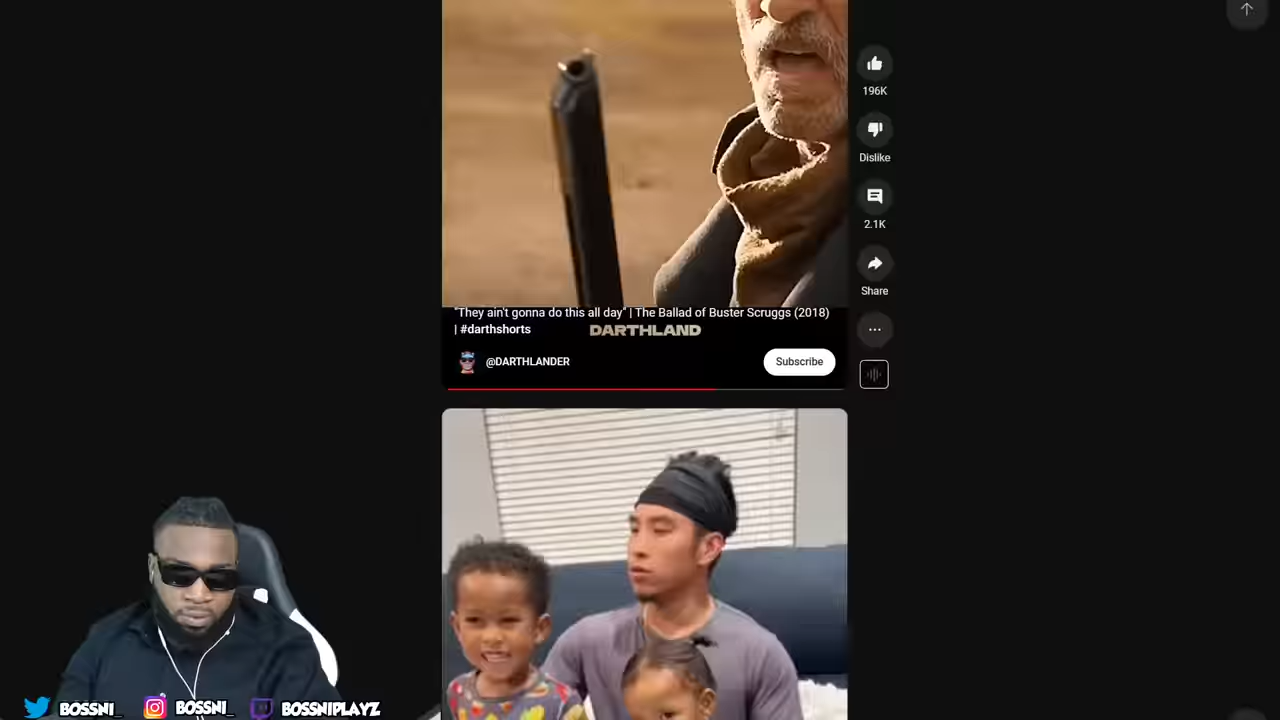 196K
Dislike
2.1K
Share
"They ain't gonna do this all day" | The Ballad of Buster Scruggs (2018)
| #darthshorts
DARTHLAND
@DARTHLANDER
Subscribe
BOSSNI_
BOSSNI_
BOSSNIPLAYZ